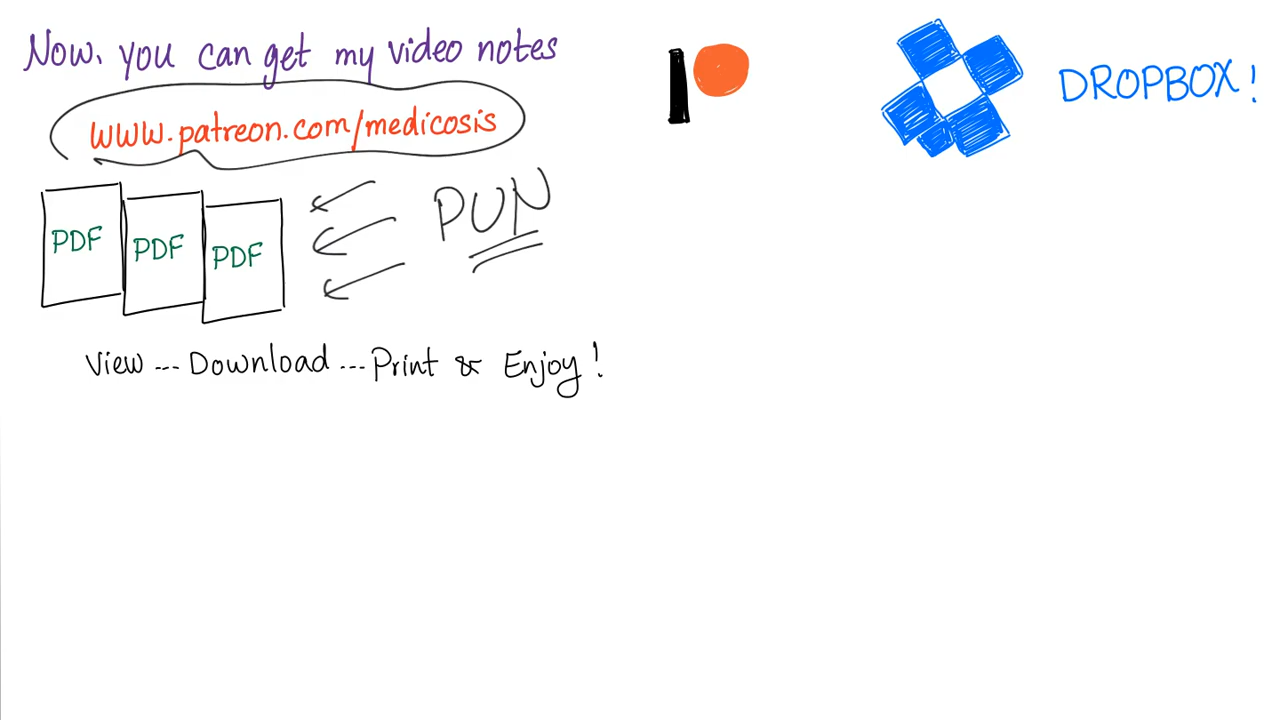 Now, you can get my video notes
www.patreon.com/medicosis
DROPBOX!
PDF PDF PDF
PUN
View --- Download --- Print & Enjoy!